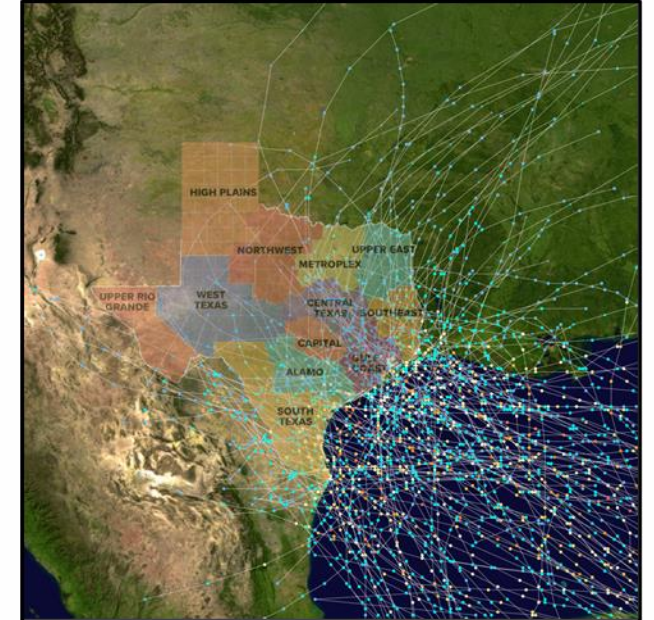 HIGH PLAINS
NORTHWEST
UPPER EAST
METROPLEX
UPPER RIO
GRANDE
WEST
TEXAS
CENTRAL
TEXAS
SOUTHEAST
CAPITAL
GULF
COAST
ALAMO
SOUTH
TEXAS